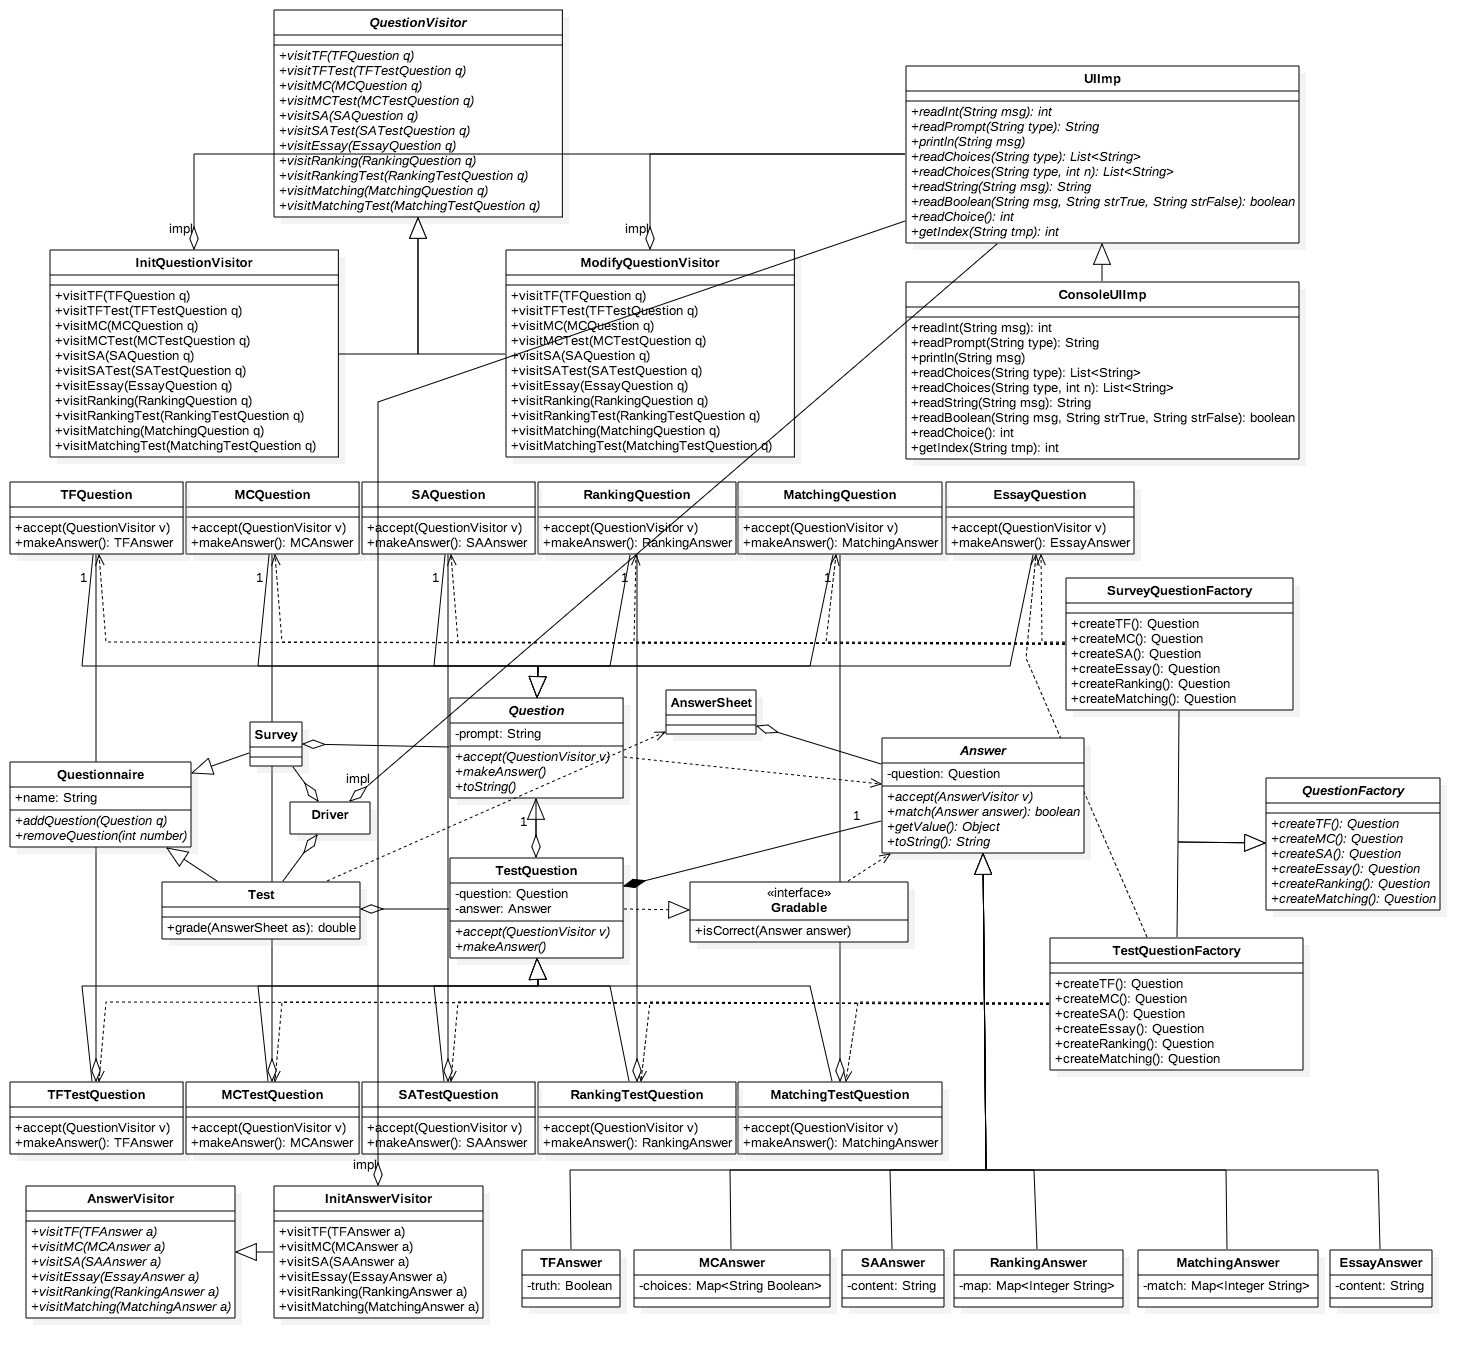 QuestionVisitor
+visitTF(TFQuestion q)
+visitTFTest(TFTestQuestion q)
+visitMC(MCQuestion q)
+visitMCTest(MCTestQuestion q)
+visitSA(SAQuestion q)
+visitSATest(SATestQuestion q)
+visitEssay(EssayQuestion q)
+visitRanking(RankingQuestion q)
+visitRankingTest(RankingTestQuestion q)
+visitMatching(MatchingQuestion q)
+visitMatchingTest(MatchingTestQuestion q)
UIImp
+readInt(String msg): int
+readPrompt(String type): String
+println(String msg)
+readChoices(String type): List<String>
+readChoices(String type, int n): List<String>
+readString(String msg): String
+readBoolean(String msg, String strTrue, String strFalse): boolean
+readChoice(): int
+getIndex(String tmp): int
impl
impl
InitQuestionVisitor
+visitTF(TFQuestion q)
+visitTFTest(TFTestQuestion q)
+visitMC(MCQuestion q)
+visitMCTest(MCTestQuestion q)
+visitSA(SAQuestion q)
+visitSATest(SATestQuestion q)
+visitEssay(EssayQuestion q)
+visitRanking(RankingQuestion q)
+visitRankingTest(RankingTestQuestion q)
+visitMatching(MatchingQuestion q)
+visitMatchingTest(MatchingTestQuestion q)
ModifyQuestionVisitor
+visitTF(TFQuestion q)
+visitTFTest(TFTestQuestion q)
+visitMC(MCQuestion q)
+visitMCTest(MCTestQuestion q)
+visitSA(SAQuestion q)
+visitSATest(SATestQuestion q)
+visitEssay(EssayQuestion q)
+visitRanking(RankingQuestion q)
+visitRankingTest(RankingTestQuestion q)
+visitMatching(MatchingQuestion q)
+visitMatchingTest(MatchingTestQuestion q)
ConsoleUIImp
+readInt(String msg): int
+readPrompt(String type): String
+println(String msg)
+readChoices(String type): List<String>
+readChoices(String type, int n): List<String>
+readString(String msg): String
+readBoolean(String msg, String strTrue, String strFalse): boolean
+readChoice(): int
+getIndex(String tmp): int
TFQuestion
+accept(QuestionVisitor v)
+makeAnswer(): TFAnswer
MCQuestion
+accept(QuestionVisitor v)
+makeAnswer(): MCAnswer
SAQuestion
+accept(QuestionVisitor v)
+makeAnswer(): SAAnswer
RankingQuestion
+accept(QuestionVisitor v)
+makeAnswer(): RankingAnswer
MatchingQuestion
+accept(QuestionVisitor v)
+makeAnswer(): MatchingAnswer
EssayQuestion
+accept(QuestionVisitor v)
+makeAnswer(): EssayAnswer
1
1
1
1
1
SurveyQuestionFactory
+createTF(): Question
+createMC(): Question
+createSA(): Question
+createEssay(): Question
+createRanking(): Question
+createMatching(): Question
Question
-prompt: String
+accept(QuestionVisitor v)
+makeAnswer()
+toString()
AnswerSheet
Survey
Questionnaire
+name: String
+addQuestion(Question q)
+removeQuestion(int number)
impl
Driver
Answer
-question: Question
+accept(AnswerVisitor v)
+match(Answer answer): boolean
+getValue(): Object
+toString(): String
QuestionFactory
+createTF(): Question
+createMC(): Question
+createSA(): Question
+createEssay(): Question
+createRanking(): Question
+createMatching(): Question
1
1
Test
+grade(AnswerSheet as): double
TestQuestion
-question: Question
-answer: Answer
+accept(QuestionVisitor v)
+makeAnswer()
«interface»
Gradable
+isCorrect(Answer answer)
TestQuestionFactory
+createTF(): Question
+createMC(): Question
+createSA(): Question
+createEssay(): Question
+createRanking(): Question
+createMatching(): Question
TFTestQuestion
+accept(QuestionVisitor v)
+makeAnswer(): TFAnswer
MCTestQuestion
+accept(QuestionVisitor v)
+makeAnswer(): MCAnswer
SATestQuestion
+accept(QuestionVisitor v)
+makeAnswer(): SAAnswer
RankingTestQuestion
+accept(QuestionVisitor v)
+makeAnswer(): RankingAnswer
MatchingTestQuestion
+accept(QuestionVisitor v)
+makeAnswer(): MatchingAnswer
impl
AnswerVisitor
+visitTF(TFAnswer a)
+visitMC(MCAnswer a)
+visitSA(SAAnswer a)
+visitEssay(EssayAnswer a)
+visitRanking(RankingAnswer a)
+visitMatching(MatchingAnswer a)
InitAnswerVisitor
+visitTF(TFAnswer a)
+visitMC(MCAnswer a)
+visitSA(SAAnswer a)
+visitEssay(EssayAnswer a)
+visitRanking(RankingAnswer a)
+visitMatching(MatchingAnswer a)
TFAnswer
-truth: Boolean
MCAnswer
-choices: Map<String Boolean>
SAAnswer
-content: String
RankingAnswer
-map: Map<Integer String>
MatchingAnswer
-match: Map<Integer String>
EssayAnswer
-content: String